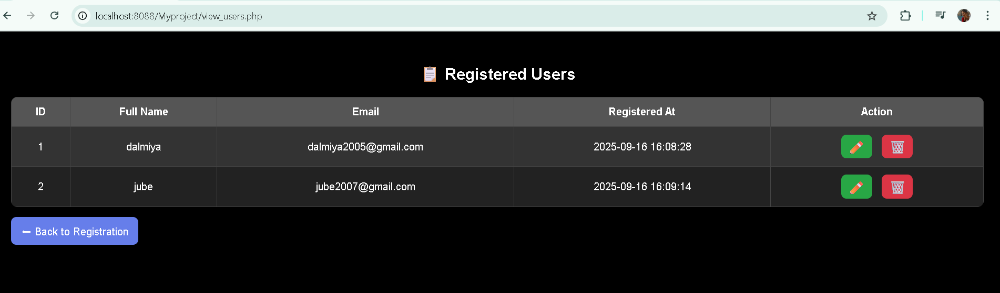 localhost:8088/Myproject/view_users.php
📋 Registered Users
ID Full Name Email Registered At Action
1 dalmiya dalmiya2005@gmail.com 2025-09-16 16:08:28
2 jube jube2007@gmail.com 2025-09-16 16:09:14
← Back to Registration